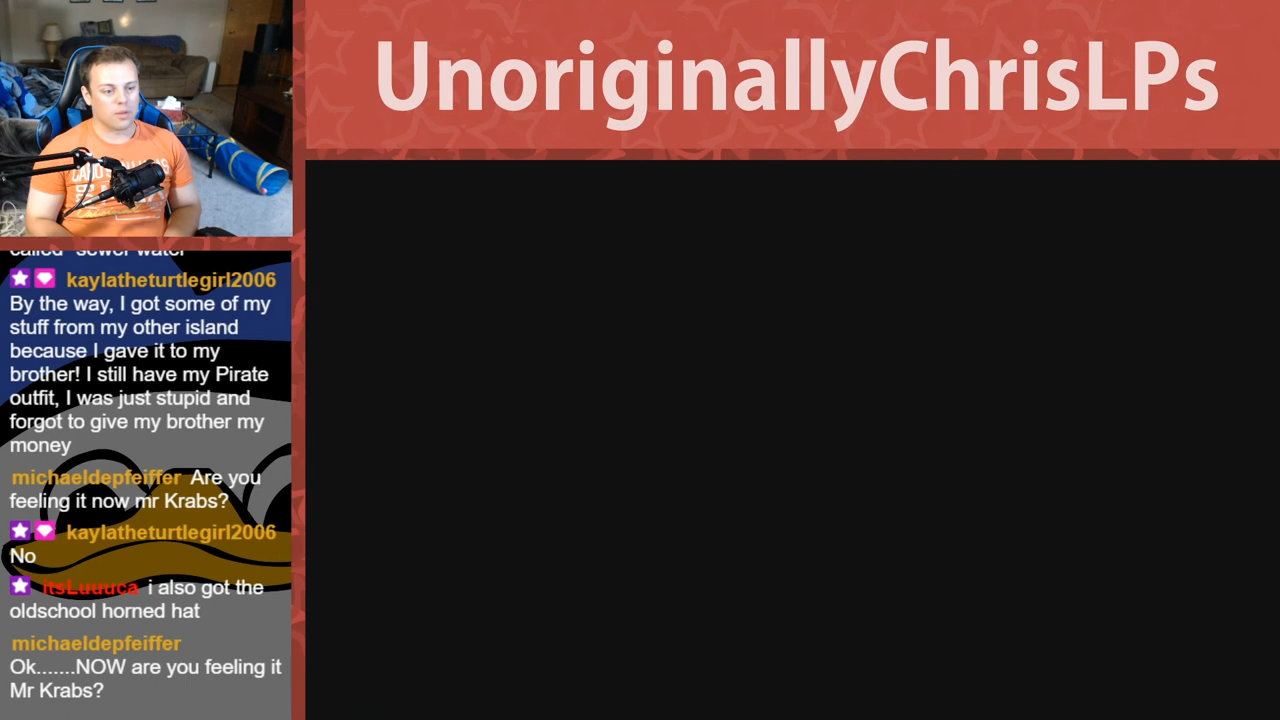 UnoriginallyChrisLPs
called "sewer water"
kaylatheturtlegirl2006
By the way, I got some of my
stuff from my other island
because I gave it to my
brother! I still have my Pirate
outfit, I was just stupid and
forgot to give my brother my
money
michaeldepfeiffer Are you
feeling it now mr Krabs?
kaylatheturtlegirl2006
No
itsLuuuca i also got the
oldschool horned hat
michaeldepfeiffer
Ok.......NOW are you feeling it
Mr Krabs?